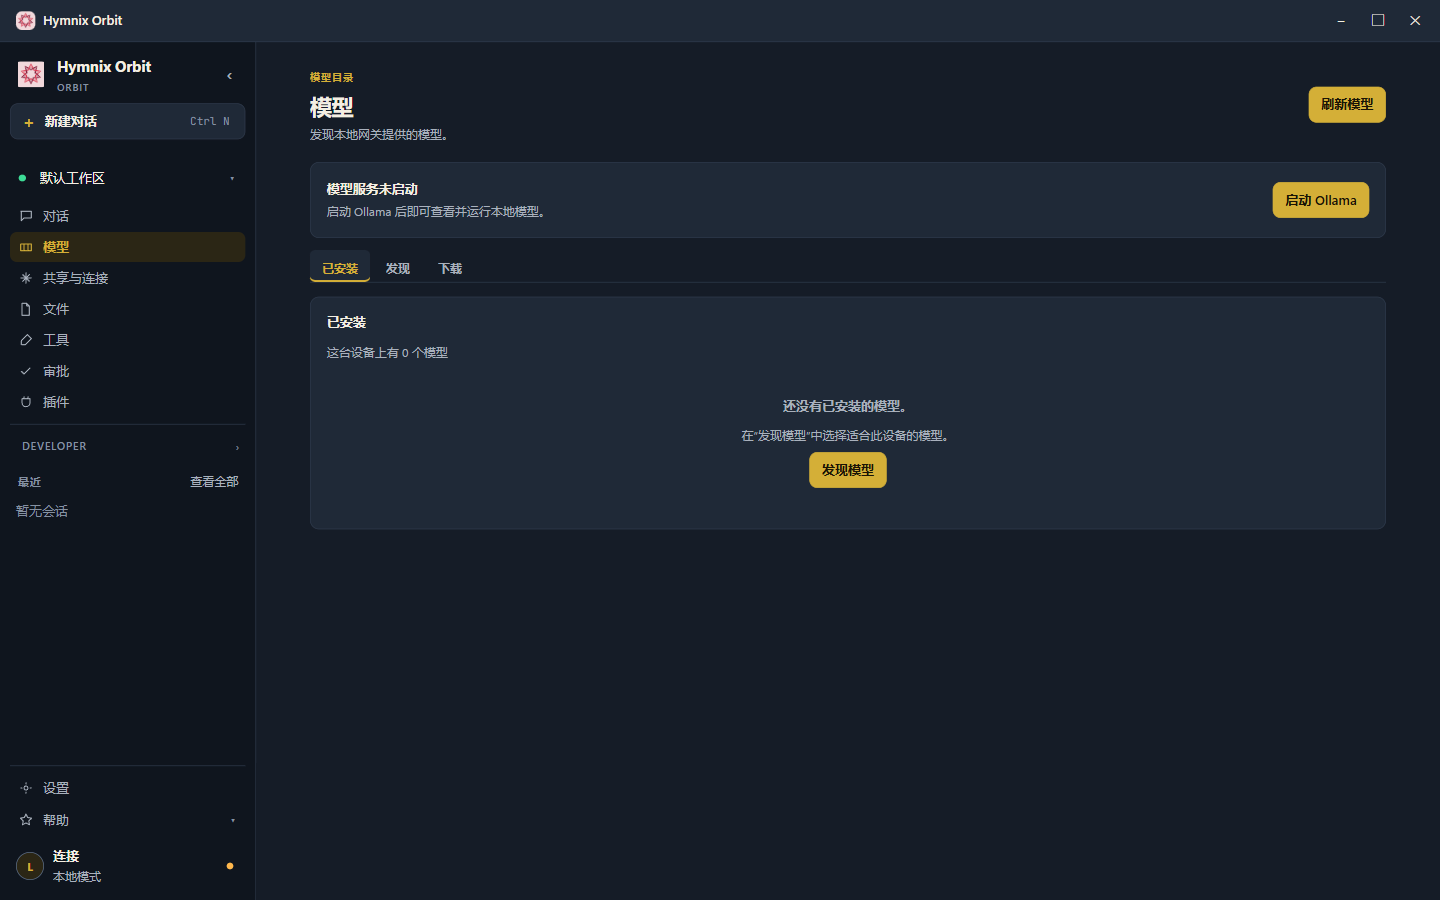 Hymnix Orbit
Hymnix Orbit
ORBIT
+ 新建对话 Ctrl N
默认工作区
对话
模型
共享与连接
文件
工具
审批
插件
DEVELOPER
最近 查看全部
暂无会话
设置
帮助
L
连接
本地模式
模型目录
模型
发现本地网关提供的模型。
刷新模型
模型服务未启动
启动 Ollama 后即可查看并运行本地模型。
启动 Ollama
已安装 发现 下载
已安装
这台设备上有 0 个模型
还没有已安装的模型。
在"发现模型"中选择适合此设备的模型。
发现模型